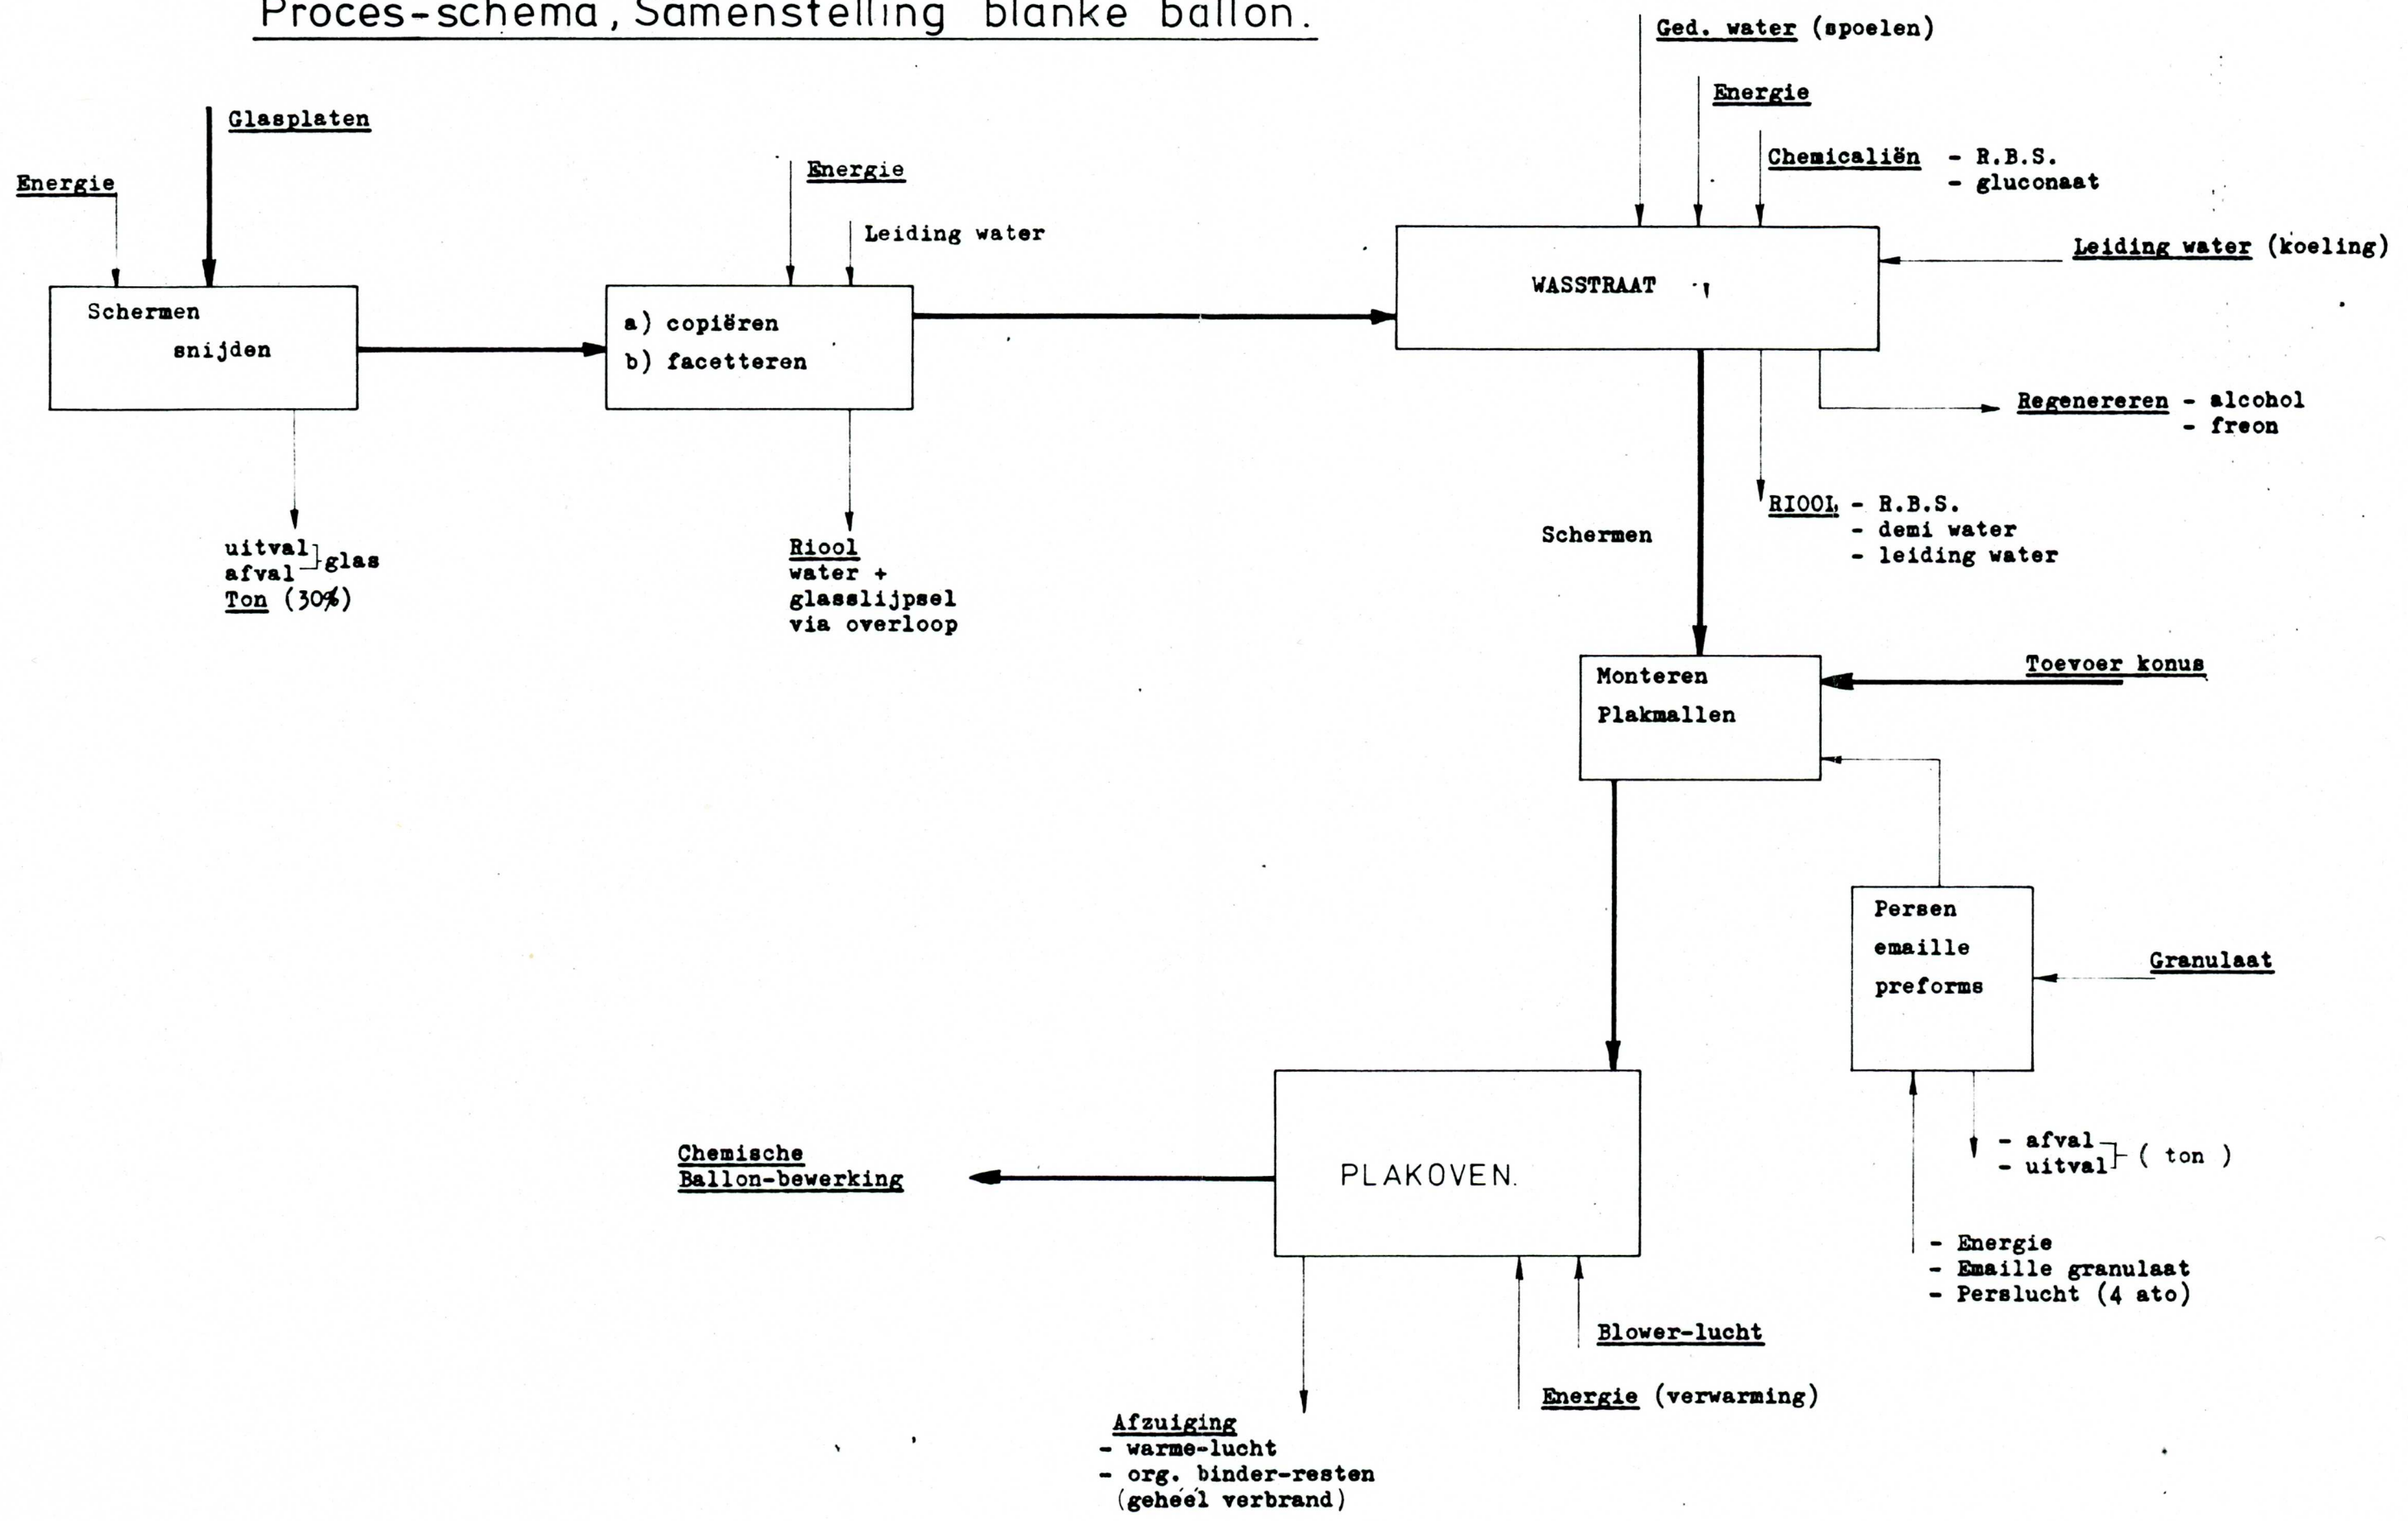 Proces-schema, Samenstelling blanke ballon.
Ged. water (spoelen)
Energie
Chemicaliën - R.B.S.
- gluconaat
Leiding water (koeling)
Glasplaten
Energie
Energie
Leiding water
Schermen
snijden
a) copiëren
b) facetteren
WASSTRAAT
Regenereren - alcohol
- freon
RIOOL - R.B.S.
- demi water
- leiding water
uitval
afval
glas
Ton (30%)
Riool
water +
glasslijpsel
via overloop
Schermen
Monteren
Plakmallen
Toevoer konus
Persen
emaille
preforms
Granulaat
- afval
- uitval
( ton )
- Energie
- Emaille granulaat
- Perslucht (4 ato)
PLAKOVEN.
Chemische
Ballon-bewerking
Blower-lucht
Energie (verwarming)
Afzuiging
- warme-lucht
- org. binder-resten
(geheél verbrand)